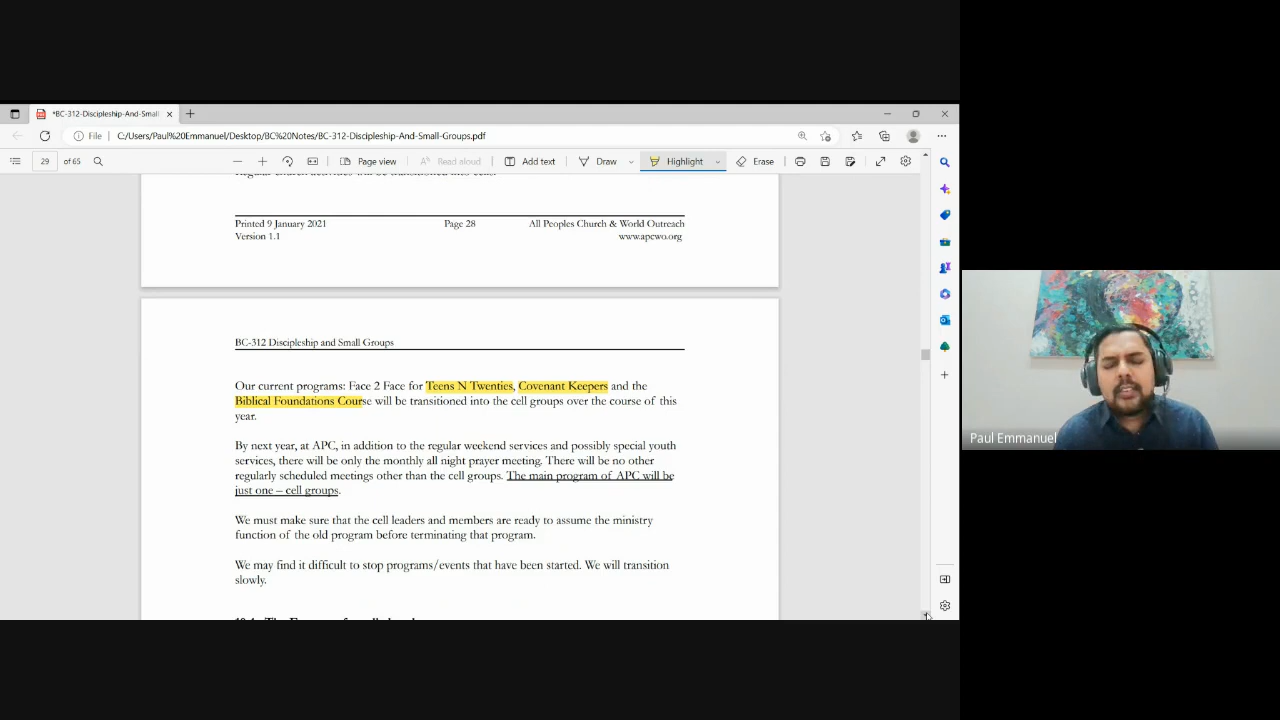 *BC-312-Discipleship-And-Small
File
C:/Users/Paul%20Emmanuel/Desktop/BC%20Notes/BC-312-Discipleship-And-Small-Groups.pdf
29 of 65
Page view
Read aloud
Add text
Draw
Highlight
Erase
Regular church activities will be transitioned into cells.
Printed 9 January 2021 Page 28 All Peoples Church & World Outreach
Version 1.1 www.apcwo.org
BC-312 Discipleship and Small Groups
Our current programs: Face 2 Face for Teens N Twenties, Covenant Keepers and the
Biblical Foundations Course will be transitioned into the cell groups over the course of this
year.
By next year, at APC, in addition to the regular weekend services and possibly special youth
services, there will be only the monthly all night prayer meeting. There will be no other
regularly scheduled meetings other than the cell groups. The main program of APC will be
just one – cell groups.
We must make sure that the cell leaders and members are ready to assume the ministry
function of the old program before terminating that program.
We may find it difficult to stop programs/events that have been started. We will transition
slowly.
Paul Emmanuel